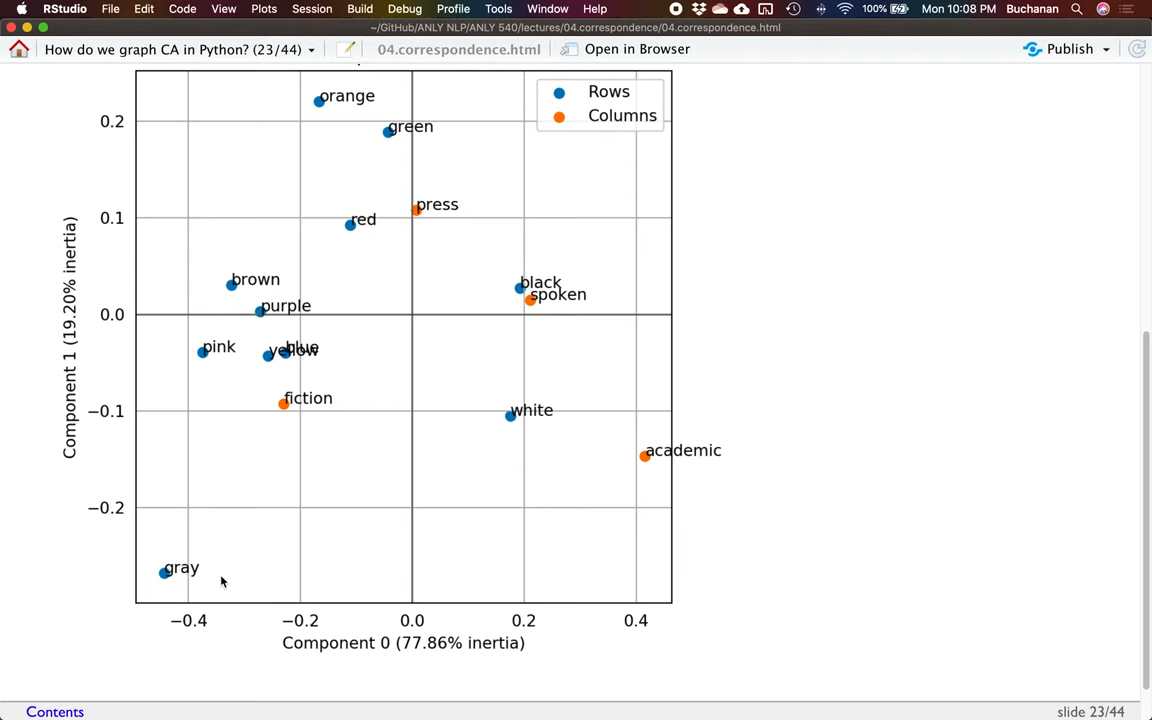 RStudio File Edit Code View Plots Session Build Debug Profile Tools Window Help 100% Mon 10:08 PM Buchanan
~/GitHub/ANLY NLP/ANLY 540/lectures/04.correspondence/04.correspondence.html
How do we graph CA in Python? (23/44) 04.correspondence.html Open in Browser Publish
Rows
Columns
orange
green
press
red
brown
purple
black
spoken
pink
yellow
blue
fiction
white
academic
gray
0.2
0.1
0.0
−0.1
−0.2
Component 1 (19.20% inertia)
−0.4 −0.2 0.0 0.2 0.4
Component 0 (77.86% inertia)
Contents slide 23/44